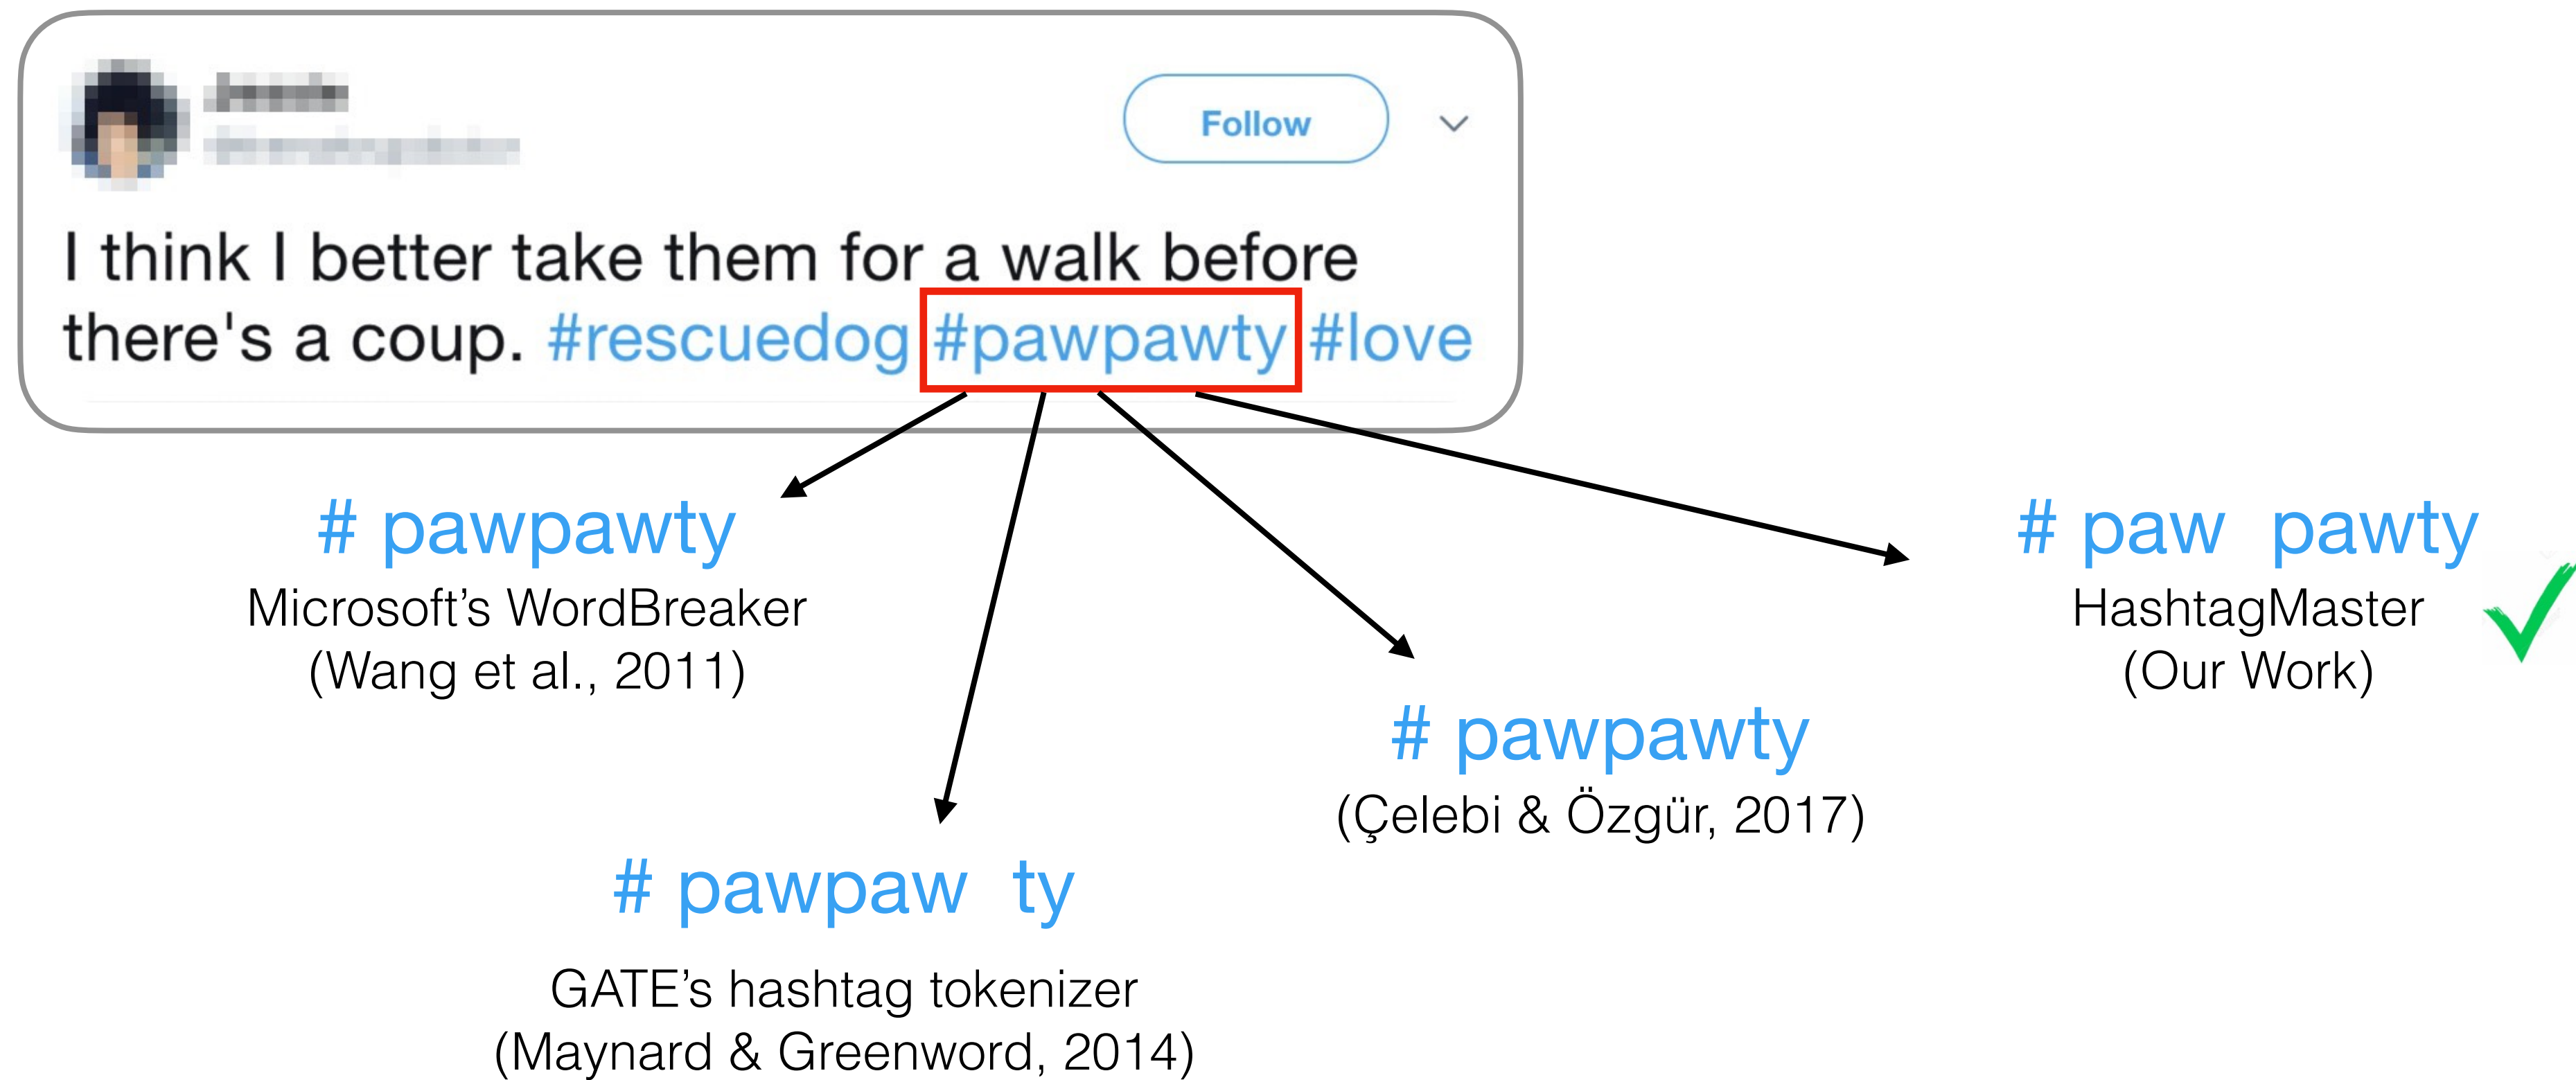 Follow
I think I better take them for a walk before
there's a coup. #rescuedog #pawpawty #love
# pawpawty
Microsoft’s WordBreaker
(Wang et al., 2011)
# paw pawty
HashtagMaster
(Our Work)
# pawpawty
(Çelebi & Özgür, 2017)
# pawpaw ty
GATE’s hashtag tokenizer
(Maynard & Greenword, 2014)